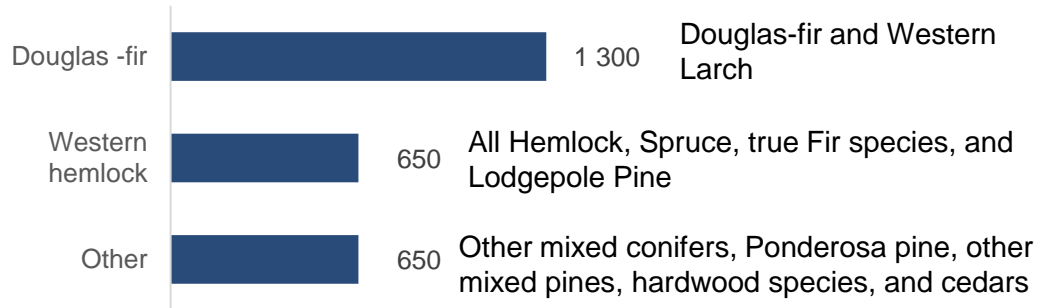 Douglas -fir
1 300
Douglas-fir and Western
Larch
Western
hemlock
650
All Hemlock, Spruce, true Fir species, and
Lodgepole Pine
Other
650
Other mixed conifers, Ponderosa pine, other
mixed pines, hardwood species, and cedars